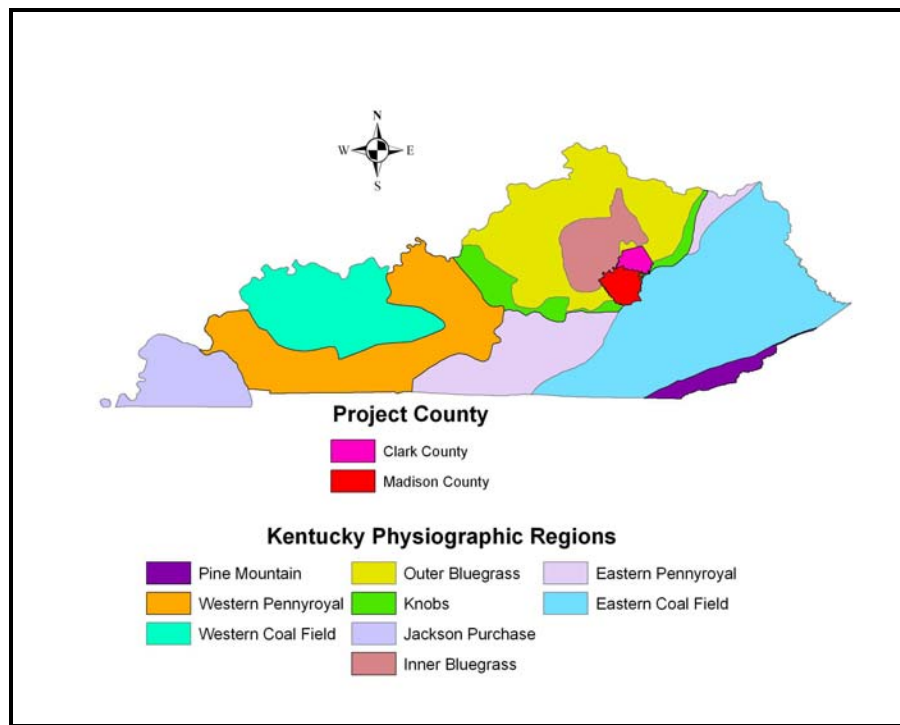 N
W E
S
Project County
Clark County
Madison County
Kentucky Physiographic Regions
Pine Mountain
Western Pennyroyal
Western Coal Field
Outer Bluegrass
Knobs
Jackson Purchase
Inner Bluegrass
Eastern Pennyroyal
Eastern Coal Field